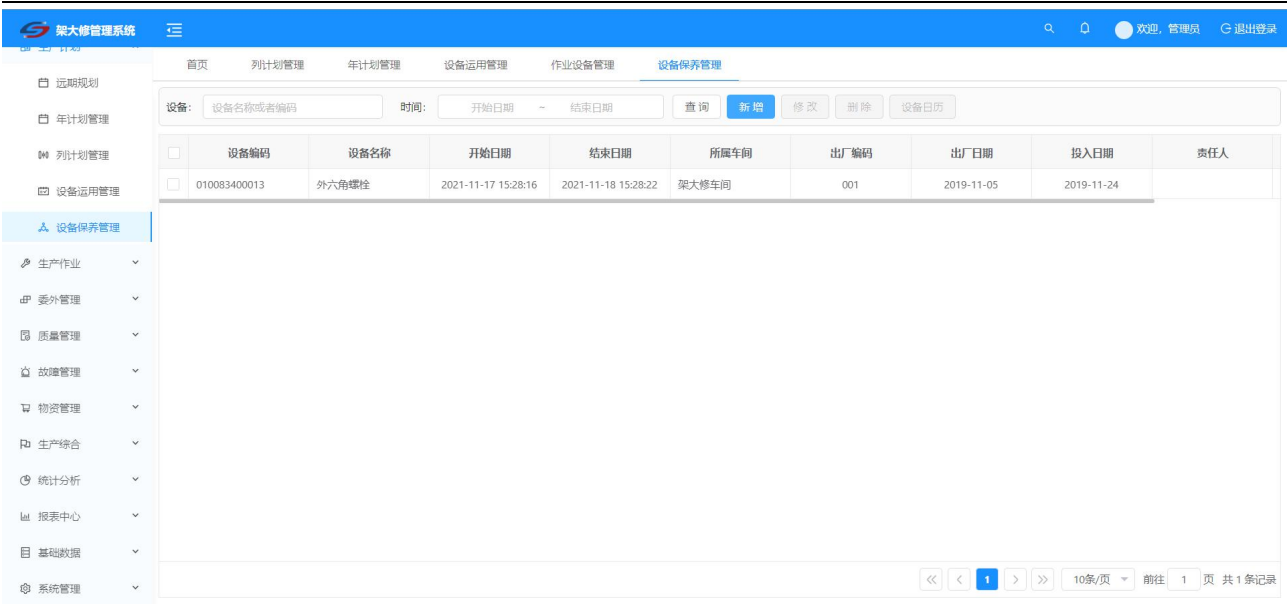 架大修管理系统
欢迎，管理员
退出登录
生产计划
远期规划
年计划管理
列计划管理
设备运用管理
设备保养管理
生产作业
委外管理
质量管理
故障管理
物资管理
生产综合
统计分析
报表中心
基础数据
系统管理
首页 列计划管理 年计划管理 设备运用管理 作业设备管理 设备保养管理
设备： 设备名称或者编码 时间： 开始日期 ~ 结束日期 查询 新增 修改 删除 设备日历
设备编码 设备名称 开始日期 结束日期 所属车间 出厂编码 出厂日期 投入日期 责任人
010083400013 外六角螺栓 2021-11-17 15:28:16 2021-11-18 15:28:22 架大修车间 001 2019-11-05 2019-11-24
1 10条/页 前往 1 页 共 1 条记录